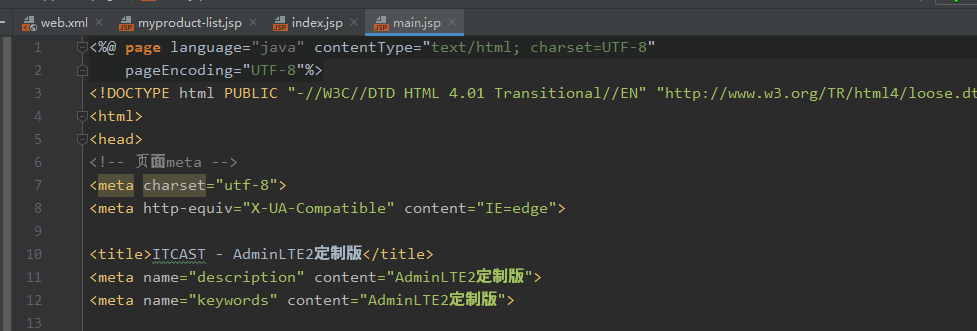 web.xml myproduct-list.jsp index.jsp main.jsp
1 <%@ page language="java" contentType="text/html; charset=UTF-8"
2 pageEncoding="UTF-8"%>
3 <!DOCTYPE html PUBLIC "-//W3C//DTD HTML 4.01 Transitional//EN" "http://www.w3.org/TR/html4/loose.dt
4 <html>
5 <head>
6 <!-- 页面meta -->
7 <meta charset="utf-8">
8 <meta http-equiv="X-UA-Compatible" content="IE=edge">
9
10 <title>ITCAST - AdminLTE2定制版</title>
11 <meta name="description" content="AdminLTE2定制版">
12 <meta name="keywords" content="AdminLTE2定制版">
13